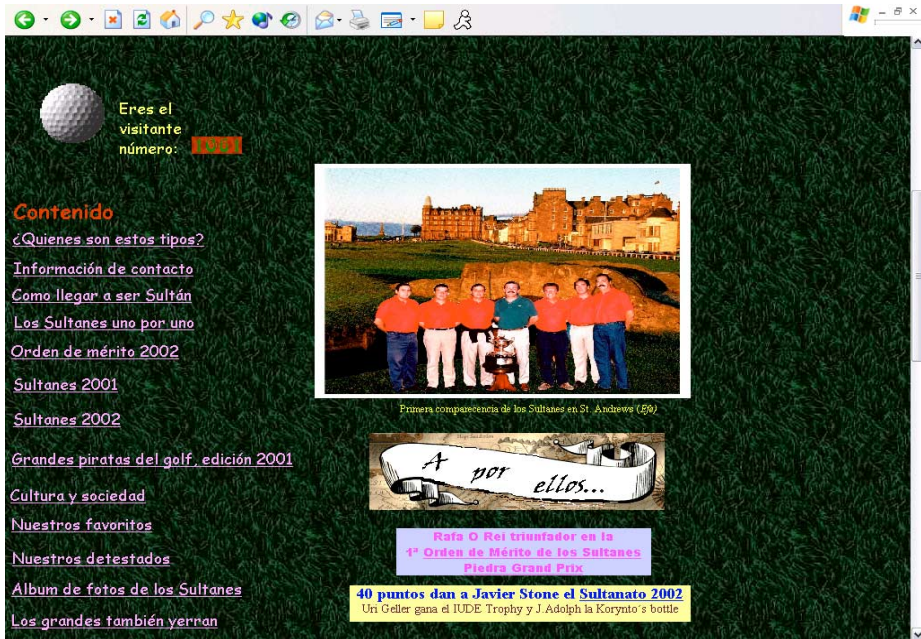 Eres el
visitante
número:
Contenido
¿Quienes son estos tipos?
Información de contacto
Como llegar a ser Sultán
Los Sultanes uno por uno
Orden de mérito 2002
Sultanes 2001
Sultanes 2002
Grandes piratas del golf, edición 2001
Cultura y sociedad
Nuestros favoritos
Nuestros detestados
Album de fotos de los Sultanes
Los grandes también yerran
Primera comparecencia de los Sultanes en St. Andrews (Efe)
A por ellos...
Rafa O Rei triunfador en la
1ª Orden de Mérito de los Sultanes
Piedra Grand Prix
40 puntos dan a Javier Stone el Sultanato 2002
Uri Geller gana el IUDE Trophy y J.Adolph la Korynto´s bottle